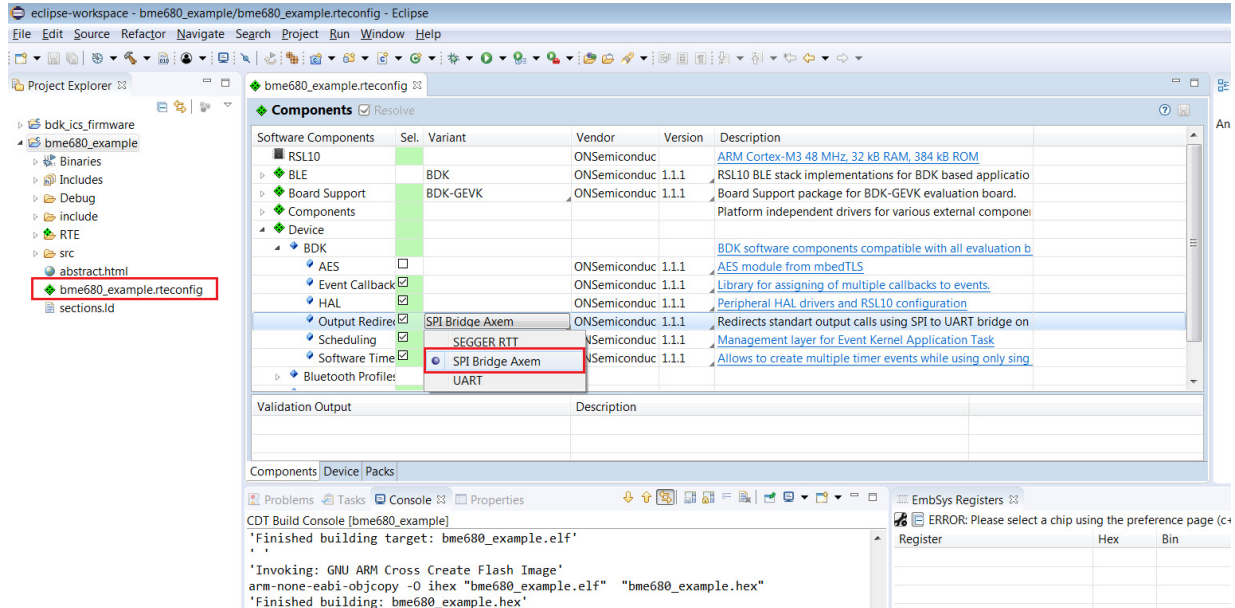 eclipse-workspace - bme680_example/bme680_example.rteconfig - Eclipse
File Edit Source Refactor Navigate Search Project Run Window Help
Project Explorer
bme680_example.rteconfig
An
Components Resolve
bdk_ics_firmware
bme680_example
Binaries
Includes
Debug
include
RTE
src
abstract.html
bme680_example.rteconfig
sections.ld
Software Components Sel. Variant Vendor Version Description
RSL10 ONSemiconduc ARM Cortex-M3 48 MHz, 32 kB RAM, 384 kB ROM
BLE BDK ONSemiconduc 1.1.1 RSL10 BLE stack implementations for BDK based applicatio
Board Support BDK-GEVK ONSemiconduc 1.1.1 Board Support package for BDK-GEVK evaluation board.
Components Platform independent drivers for various external componei
Device
BDK BDK software components compatible with all evaluation b
AES ONSemiconduc 1.1.1 AES module from mbedTLS
Event Callback ONSemiconduc 1.1.1 Library for assigning of multiple callbacks to events.
HAL ONSemiconduc 1.1.1 Peripheral HAL drivers and RSL10 configuration
Output Redirec SPI Bridge Axem ONSemiconduc 1.1.1 Redirects standart output calls using SPI to UART bridge on
Scheduling NSemiconduc 1.1.1 Management layer for Event Kernel Application Task
Software Time NSemiconduc 1.1.1 Allows to create multiple timer events while using only sing
Bluetooth Profiles
SEGGER RTT
SPI Bridge Axem
UART
Validation Output Description
Components Device Packs
Problems Tasks Console Properties
CDT Build Console [bme680_example]
'Finished building target: bme680_example.elf'
' '
'Invoking: GNU ARM Cross Create Flash Image'
arm-none-eabi-objcopy -O ihex "bme680_example.elf" "bme680_example.hex"
'Finished building: bme680_example.hex'
EmbSys Registers
ERROR: Please select a chip using the preference page (c+
Register Hex Bin